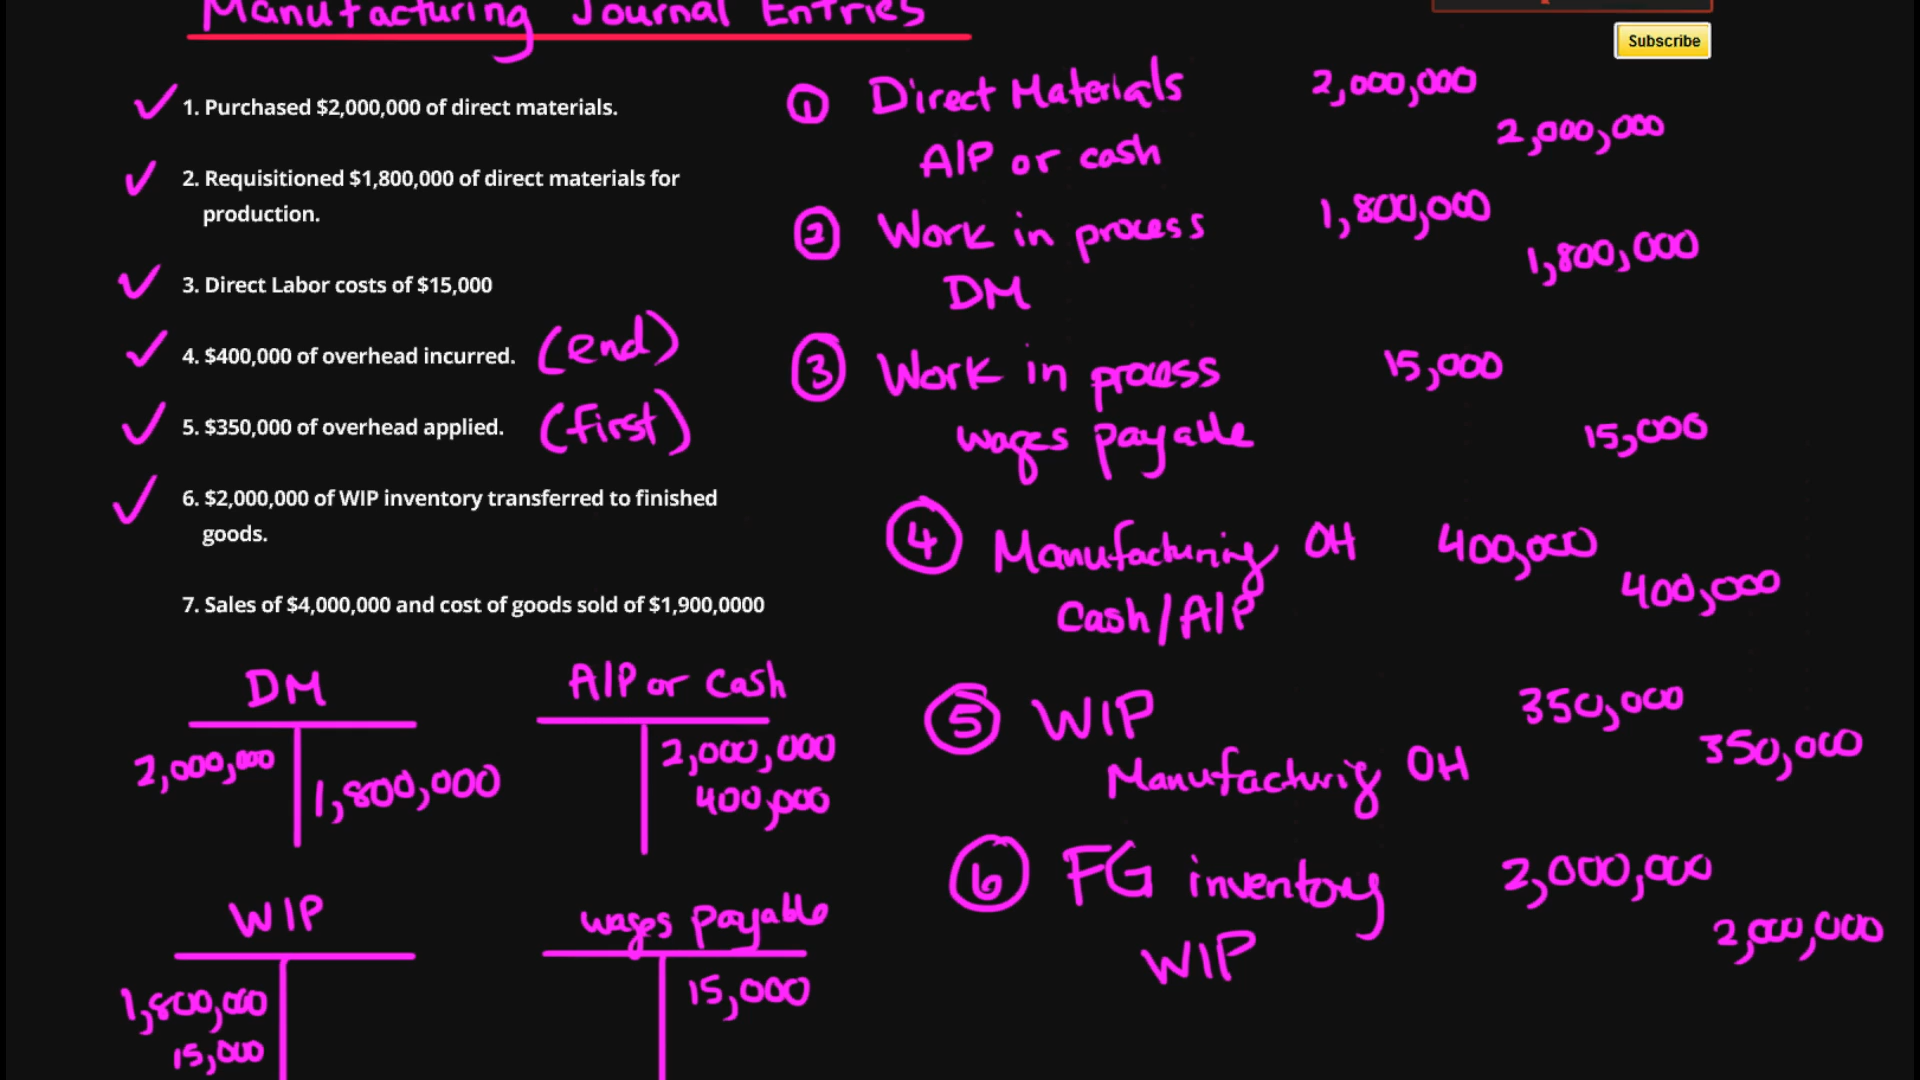 Manufacturing Journal Entries
Subscribe
1. Purchased $2,000,000 of direct materials.
2. Requisitioned $1,800,000 of direct materials for
production.
3. Direct Labor costs of $15,000
4. $400,000 of overhead incurred. (end)
5. $350,000 of overhead applied. (first)
6. $2,000,000 of WIP inventory transferred to finished
goods.
7. Sales of $4,000,000 and cost of goods sold of $1,900,0000
DM
2,000,000
1,800,000
A/P or Cash
2,000,000
400,000
WIP
1,800,000
15,000
wages payable
15,000
1 Direct Materials 2,000,000
A/P or cash 2,000,000
2 Work in process 1,800,000
DM 1,800,000
3 Work in process 15,000
wages payable 15,000
4 Manufacturing OH 400,000
Cash/A/P 400,000
5 WIP 350,000
Manufacturing OH 350,000
6 FG inventory 2,000,000
WIP 2,000,000